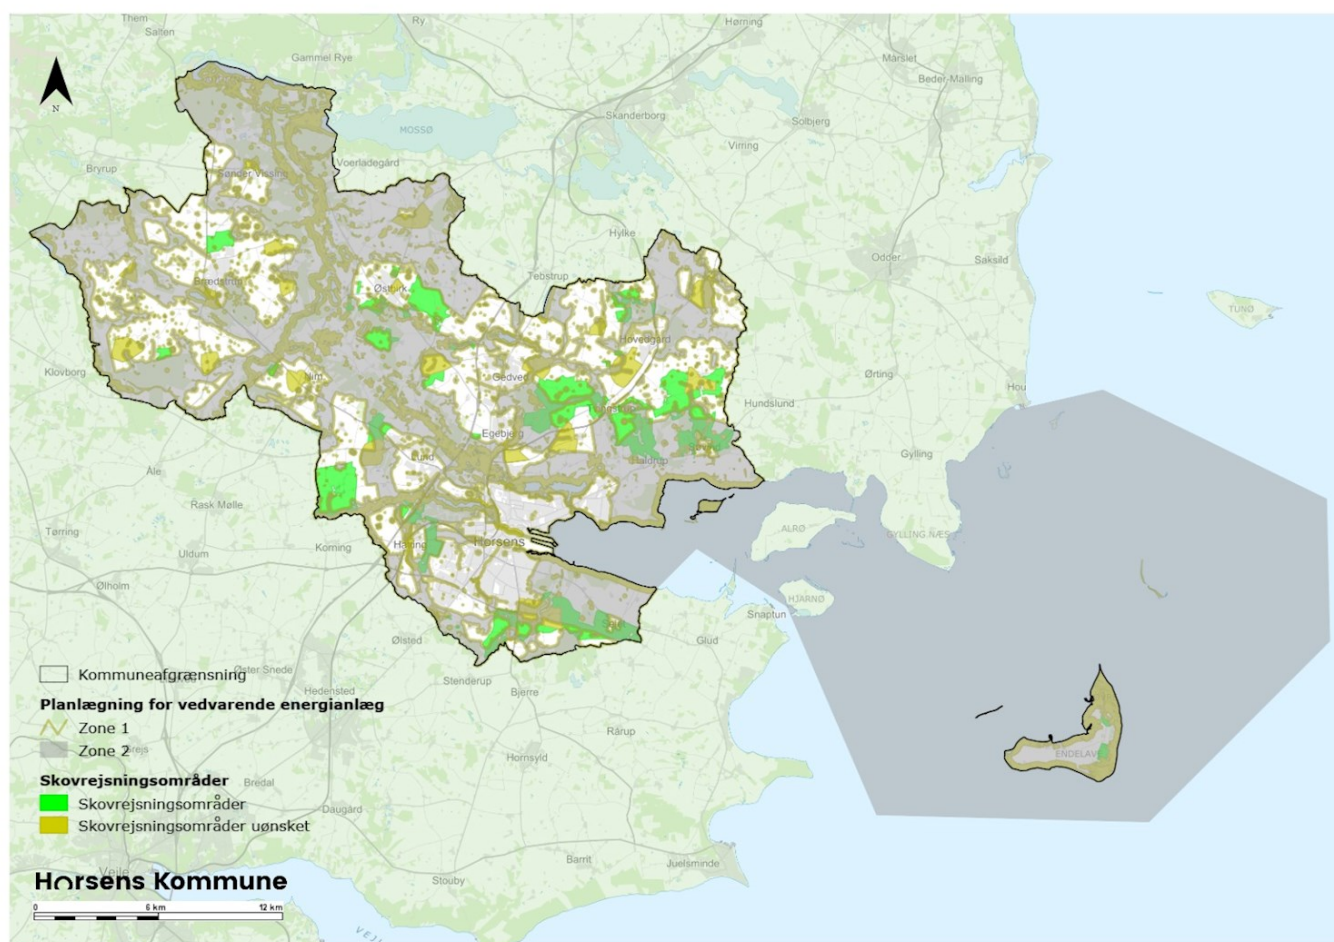 Them
Salten
Ry
Hørning
Gammel Rye
Mårslet
Beder-Malling
N
Skanderborg
Solbjerg
MOSSØ
Virring
Voerladegård
Bryrup
Sønder Vissing
Hylke
Odder
Saksild
Tebstrup
Brædstrup
Østbirk
TUNØ
Hovedgård
Klovborg
Nim
Gedved
Ørting
Hou
Hundslund
Egebjerg
Lund
Gylling
Haldrup
Åle
Rask Mølle
Tørring
ALRØ
GYLLING NÆS
Korning
Hatting
Horsens
Uldum
Ølholm
HJARNØ
Snaptun
Ølsted
Glud
Kommuneafgrænsning
Øster Snede
Stenderup
Hedensted
Bjerre
Planlægning for vedvarende energianlæg
Zone 1
Rårup
Zone 2
Hornsyld
ENDELAVE
Skovrejsningsområder
Bredal
Skovrejsningsområder
Daugård
Skovrejsningsområder uønsket
Barrit
Juelsminde
Vejle
Stouby
Horsens Kommune
0 6 km 12 km